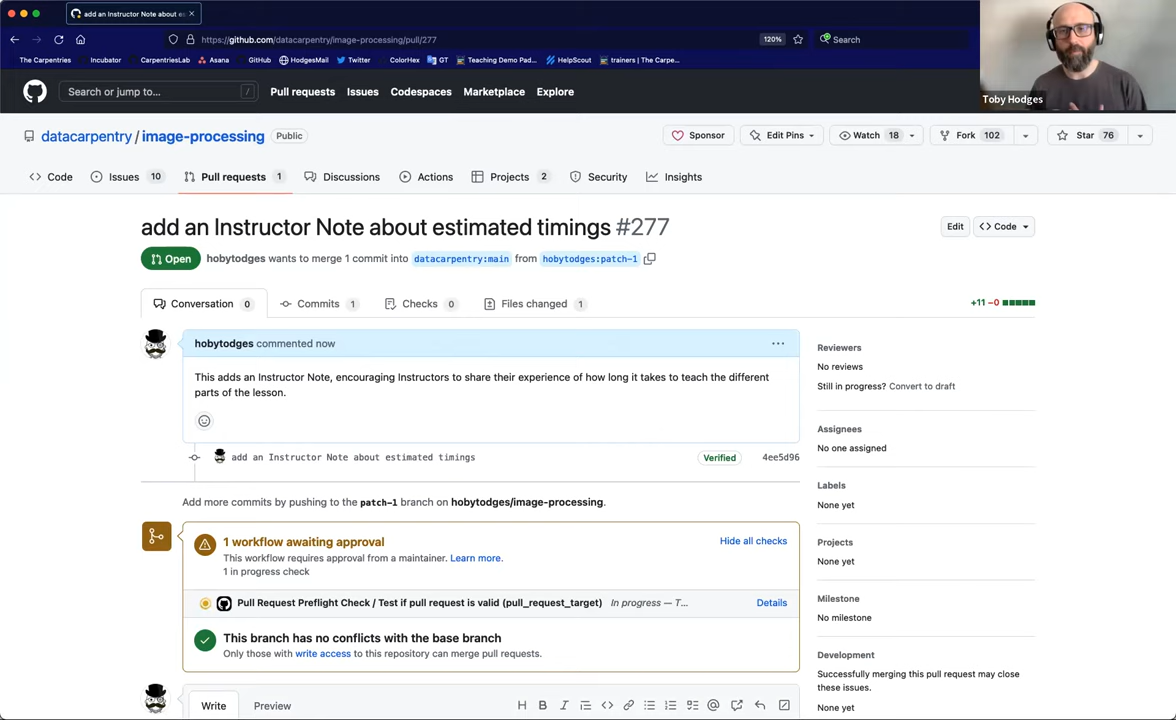 add an Instructor Note about es
https://github.com/datacarpentry/image-processing/pull/277
120%
Search
The Carpentries
Incubator
CarpentriesLab
Asana
GitHub
HodgesMail
Twitter
ColorHex
GT
Teaching Demo Pad...
HelpScout
trainers | The Carpe...
Toby Hodges
Search or jump to...
/
Pull requests
Issues
Codespaces
Marketplace
Explore
datacarpentry / image-processing
Public
Sponsor
Edit Pins
Watch 18
Fork 102
Star 76
Code
Issues 10
Pull requests 1
Discussions
Actions
Projects 2
Security
Insights
add an Instructor Note about estimated timings #277
Edit
Code
Open
hobytodges wants to merge 1 commit into datacarpentry:main from hobytodges:patch-1
Conversation 0
Commits 1
Checks 0
Files changed 1
+11 −0
hobytodges commented now
This adds an Instructor Note, encouraging Instructors to share their experience of how long it takes to teach the different
parts of the lesson.
add an Instructor Note about estimated timings
Verified
4ee5d96
Add more commits by pushing to the patch-1 branch on hobytodges/image-processing.
1 workflow awaiting approval
Hide all checks
This workflow requires approval from a maintainer. Learn more.
1 in progress check
Pull Request Preflight Check / Test if pull request is valid (pull_request_target) In progress — T...
Details
This branch has no conflicts with the base branch
Only those with write access to this repository can merge pull requests.
Write
Preview
Reviewers
No reviews
Still in progress? Convert to draft
Assignees
No one assigned
Labels
None yet
Projects
None yet
Milestone
No milestone
Development
Successfully merging this pull request may close
these issues.
None yet